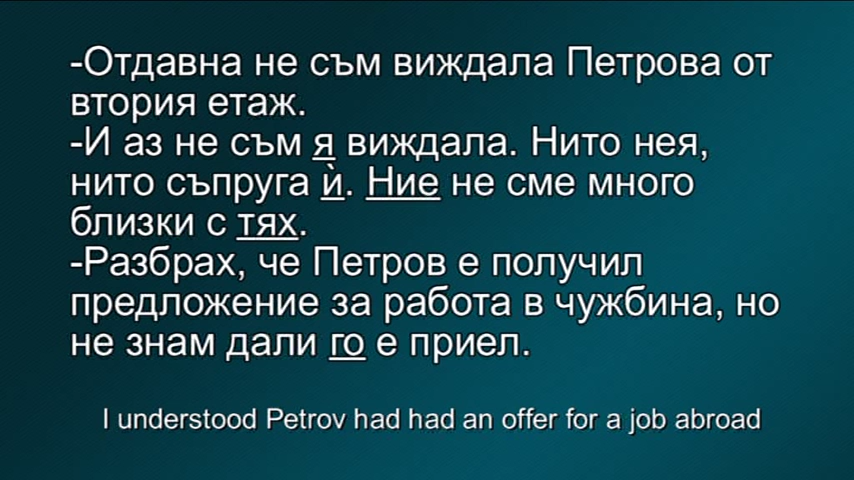 -Отдавна не съм виждала Петрова от
втория етаж.
-И аз не съм я виждала. Нито нея,
нито съпруга ѝ. Ние не сме много
близки с тях.
-Разбрах, че Петров е получил
предложение за работа в чужбина, но
не знам дали го е приел.
I understood Petrov had had an offer for a job abroad